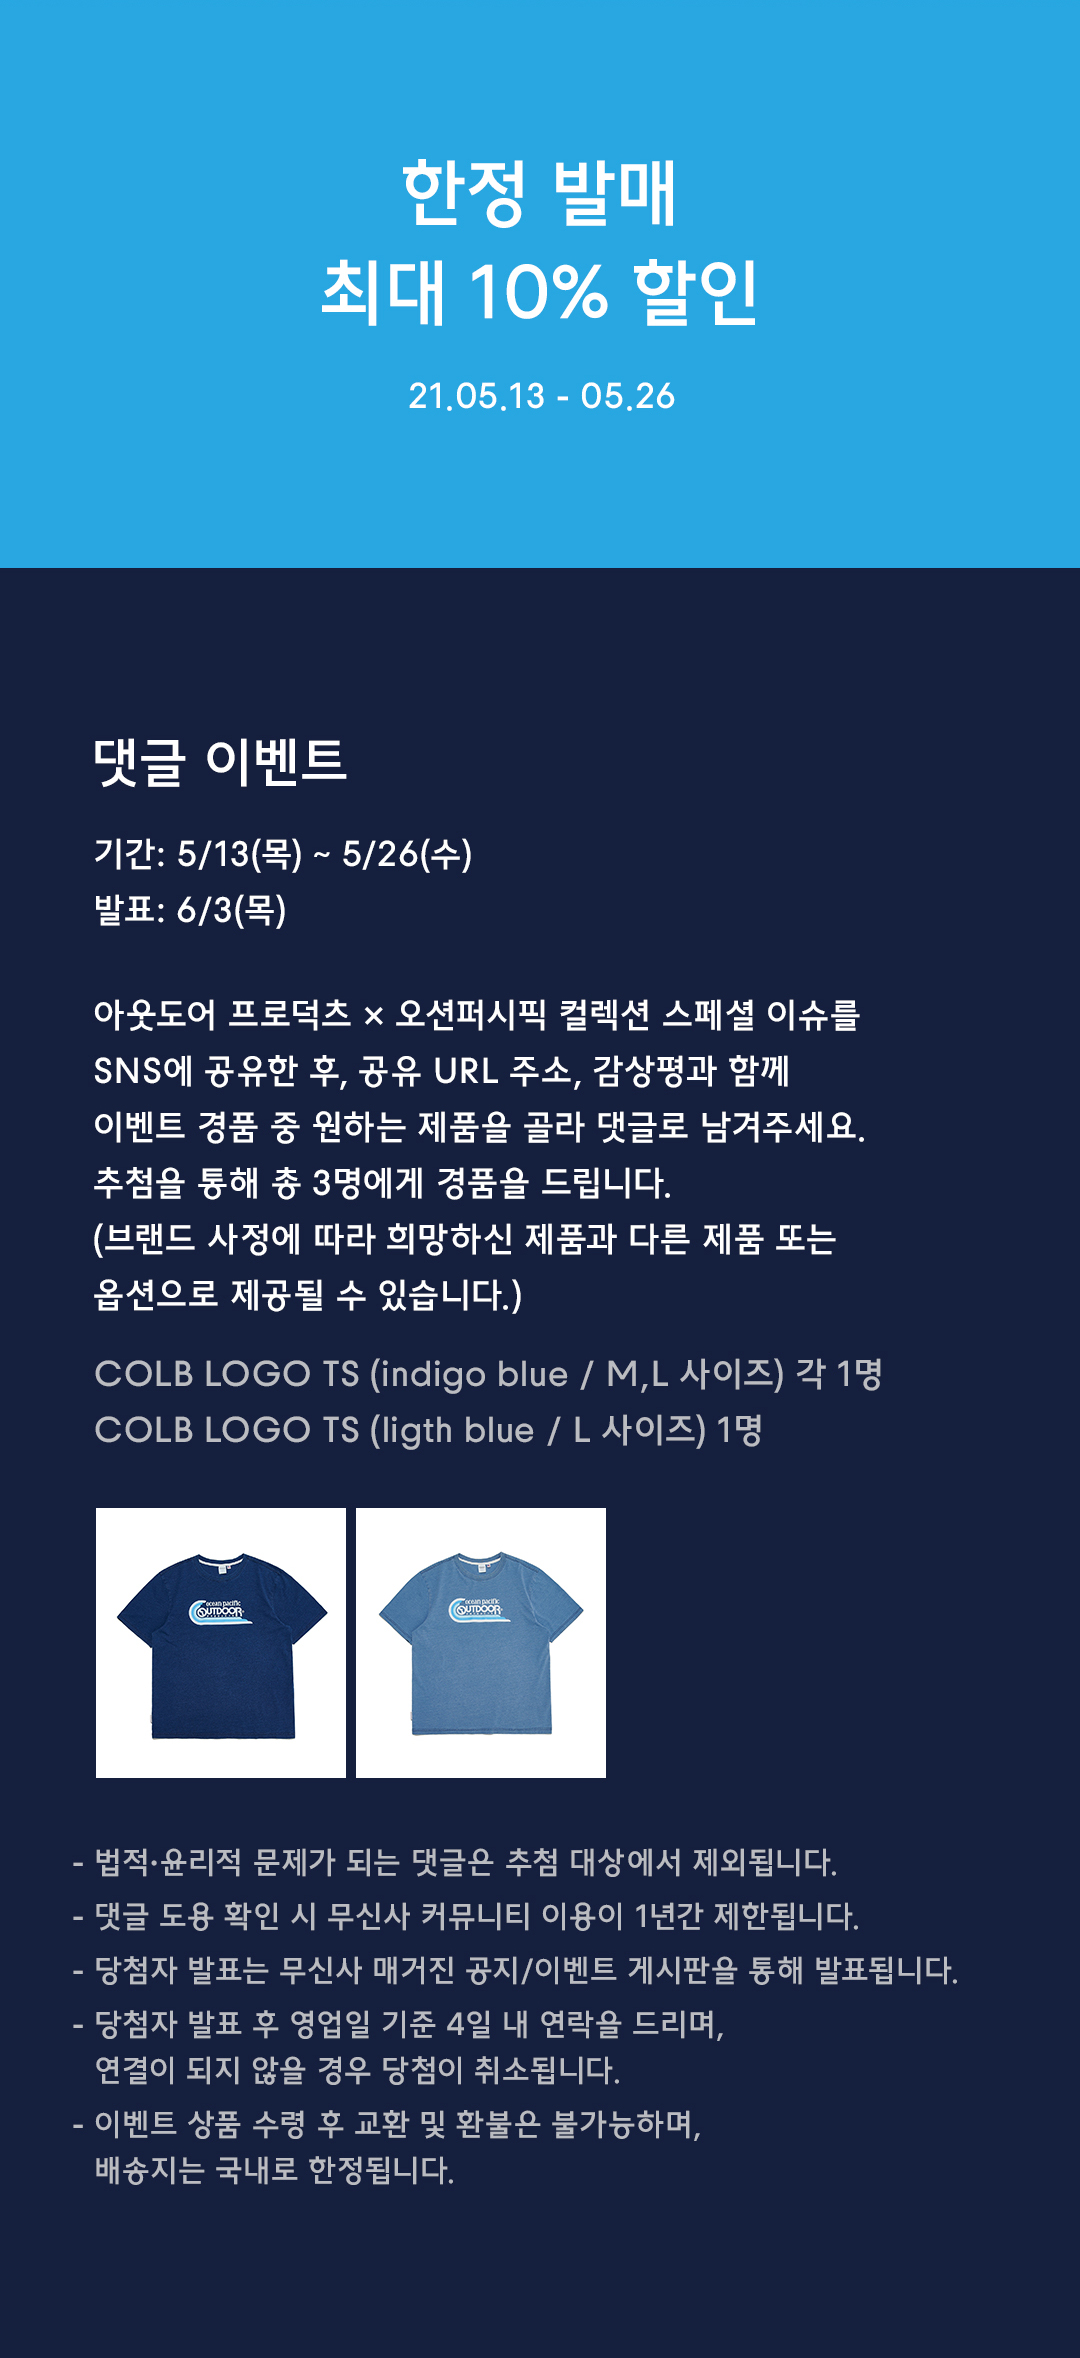 한정 발매
최대 10% 할인
21.05.13 - 05.26
댓글 이벤트
기간: 5/13(목) ~ 5/26(수)
발표: 6/3(목)
아웃도어 프로덕츠 × 오션퍼시픽 컬렉션 스페셜 이슈를
SNS에 공유한 후, 공유 URL 주소, 감상평과 함께
이벤트 경품 중 원하는 제품을 골라 댓글로 남겨주세요.
추첨을 통해 총 3명에게 경품을 드립니다.
(브랜드 사정에 따라 희망하신 제품과 다른 제품 또는
옵션으로 제공될 수 있습니다.)
COLB LOGO TS (indigo blue / M,L 사이즈) 각 1명
COLB LOGO TS (ligth blue / L 사이즈) 1명
ocean pacific
OUTDOOR
ocean pacific
OUTDOOR
- 법적·윤리적 문제가 되는 댓글은 추첨 대상에서 제외됩니다.
- 댓글 도용 확인 시 무신사 커뮤니티 이용이 1년간 제한됩니다.
- 당첨자 발표는 무신사 매거진 공지/이벤트 게시판을 통해 발표됩니다.
- 당첨자 발표 후 영업일 기준 4일 내 연락을 드리며,
연결이 되지 않을 경우 당첨이 취소됩니다.
- 이벤트 상품 수령 후 교환 및 환불은 불가능하며,
배송지는 국내로 한정됩니다.